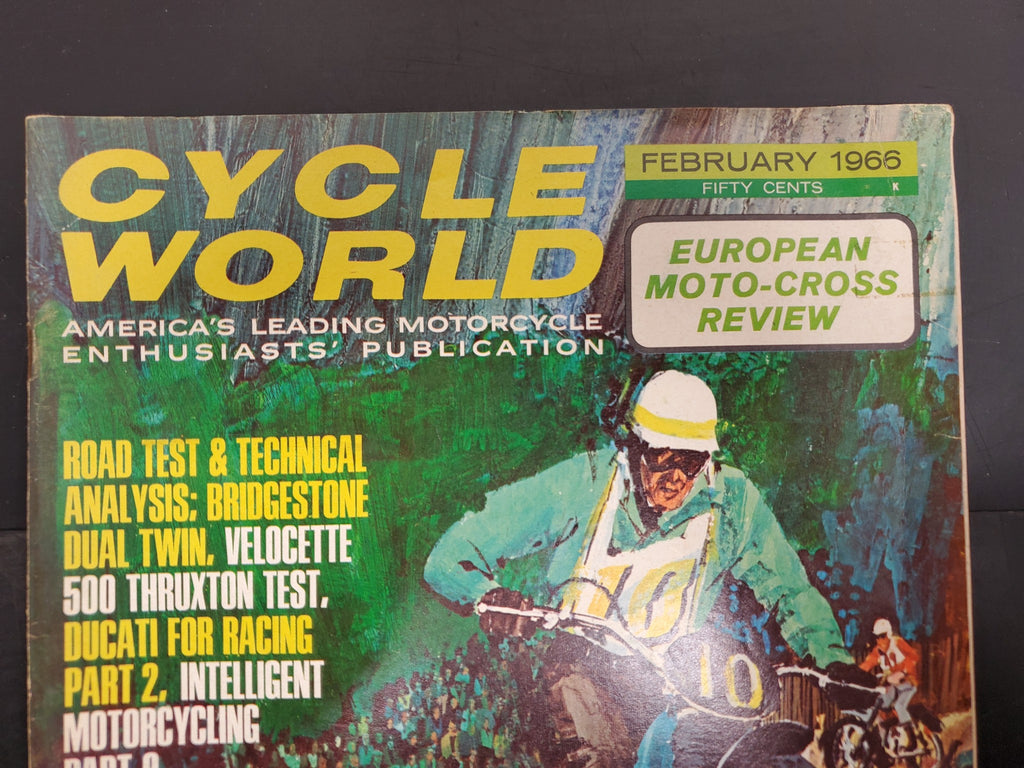 CYCLE
WORLD
AMERICA'S LEADING MOTORCYCLE
ENTHUSIASTS' PUBLICATION
FEBRUARY 1966
FIFTY CENTS K
EUROPEAN
MOTO-CROSS
REVIEW
ROAD TEST & TECHNICAL
ANALYSIS; BRIDGESTONE
DUAL TWIN, VELOCETTE
500 THRUXTON TEST,
DUCATI FOR RACING
PART 2, INTELLIGENT
MOTORCYCLING
PART
10
10